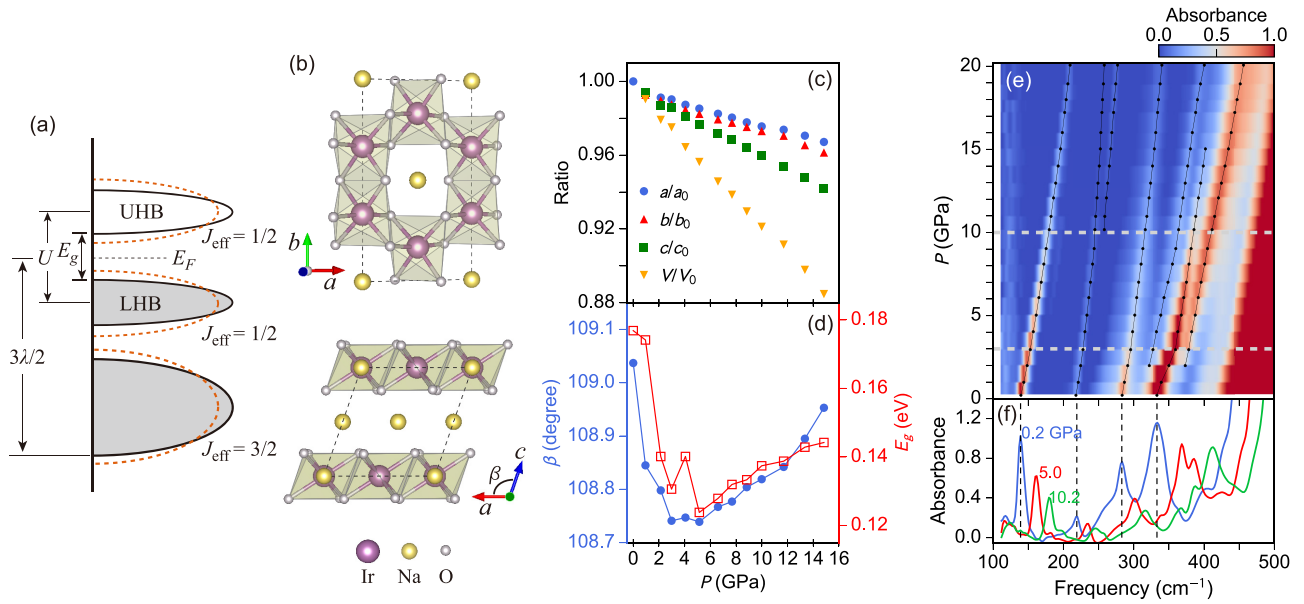 (a)
UHB
J_eff = 1/2
U
E_g
E_F
LHB
J_eff = 1/2
3λ/2
J_eff = 3/2
(b)
b
a
c
β
a
Ir
Na
O
(c)
Ratio
1.00
0.96
0.92
0.88
a/a_0
b/b_0
c/c_0
V/V_0
(d)
β (degree)
109.1
109.0
108.9
108.8
108.7
0.18
0.16
0.14
0.12
E_g (eV)
0 2 4 6 8 10 12 14 16
P (GPa)
Absorbance
0.0 0.5 1.0
(e)
P (GPa)
20
15
10
5
0
(f)
0.2 GPa
5.0
10.2
Absorbance
1.2
0.8
0.4
0.0
100 200 300 400 500
Frequency (cm⁻¹)